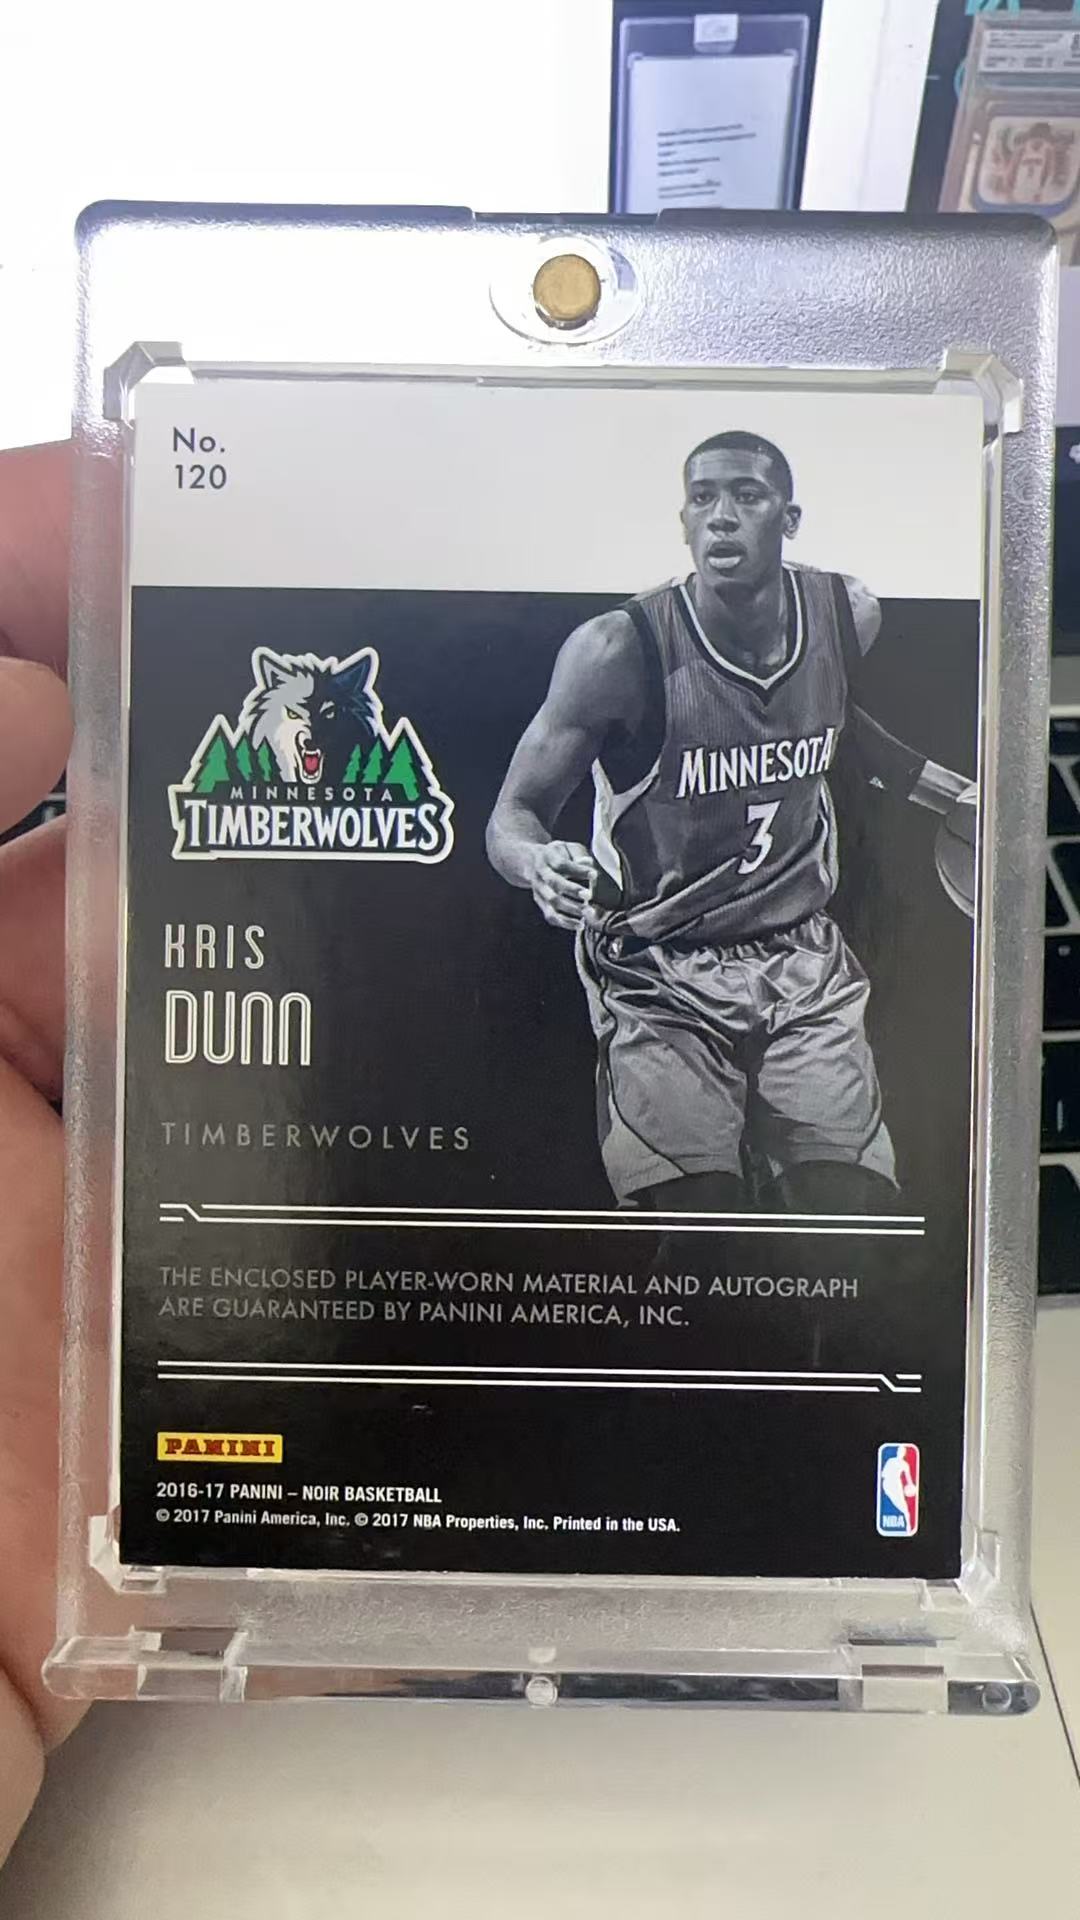 No.
120
MINNESOTA
TIMBERWOLVES
MINNESOTA
3
KRIS
DUNN
TIMBERWOLVES
THE ENCLOSED PLAYER-WORN MATERIAL AND AUTOGRAPH
ARE GUARANTEED BY PANINI AMERICA, INC.
PANINI
2016-17 PANINI – NOIR BASKETBALL
© 2017 Panini America, Inc. © 2017 NBA Properties, Inc. Printed in the USA.
NBA